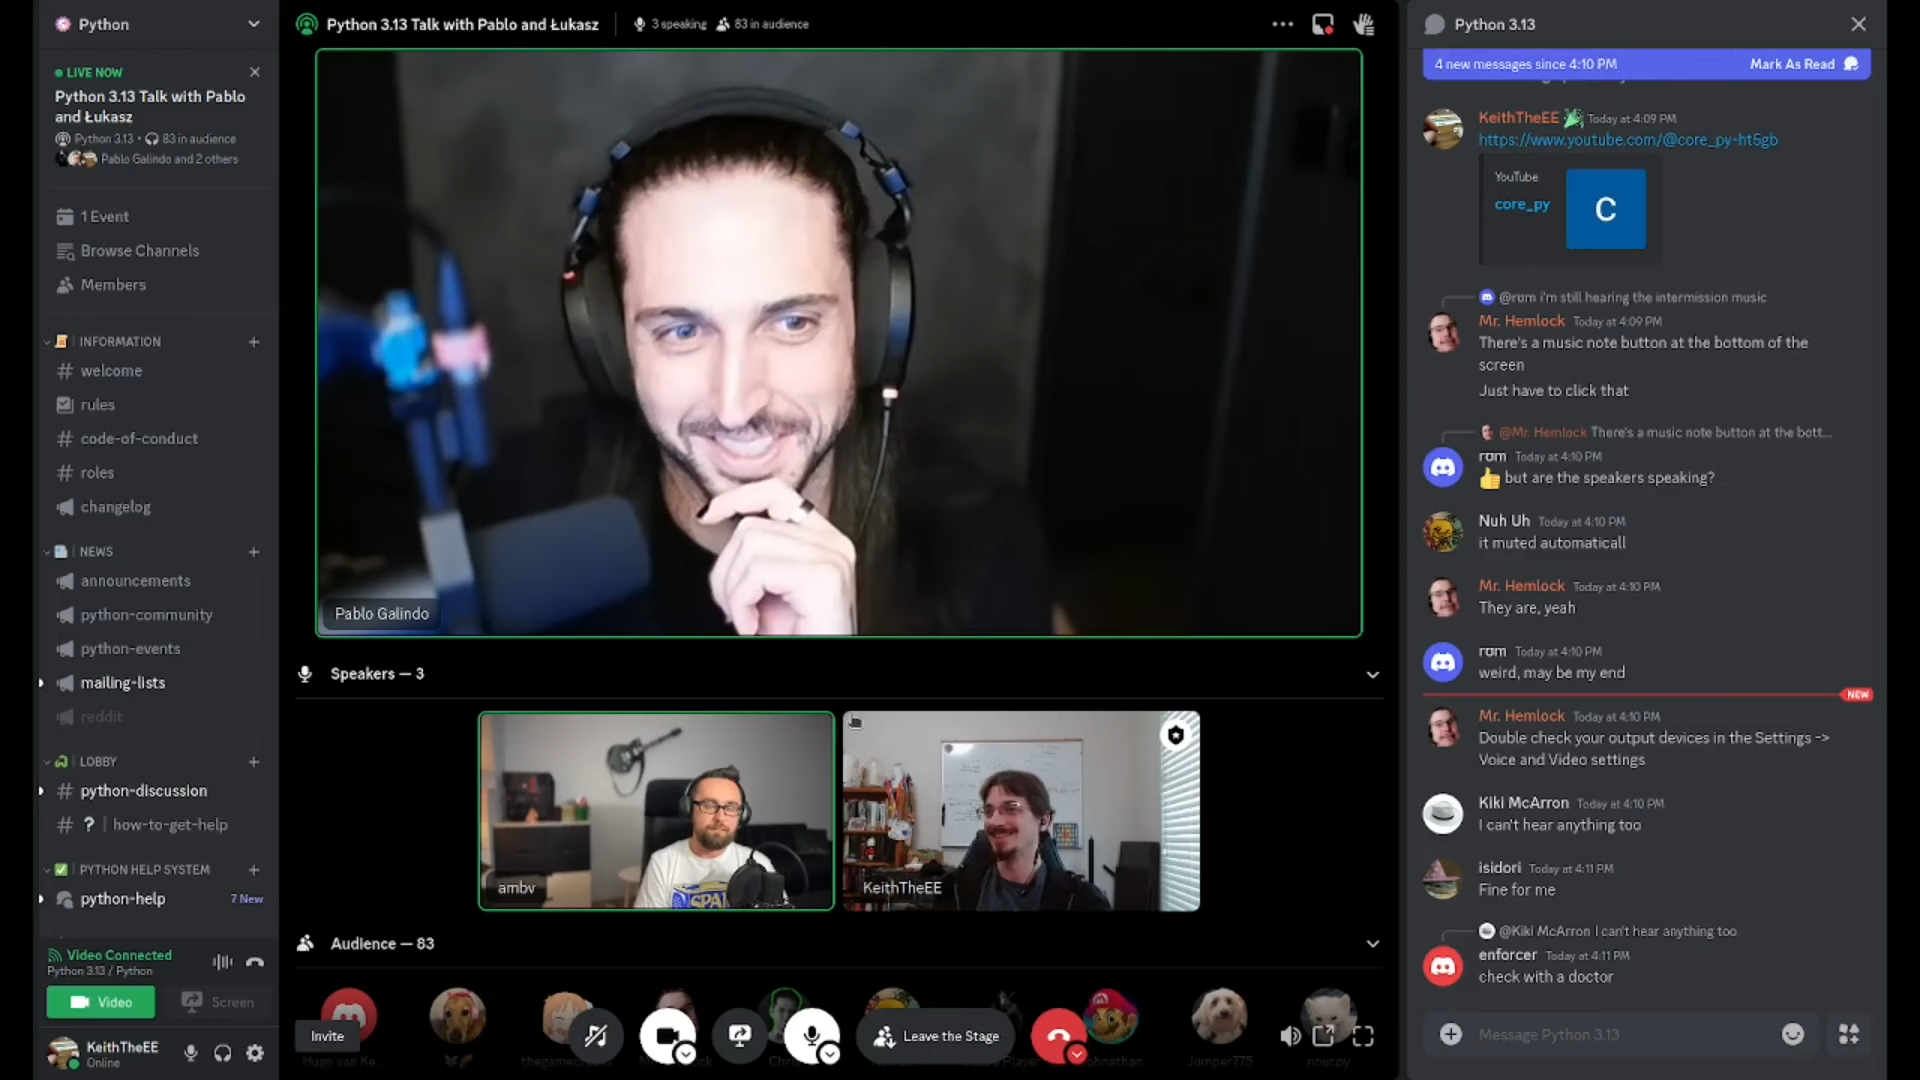 Python
LIVE NOW
Python 3.13 Talk with Pablo
and Łukasz
Python 3.13 • 83 in audience
Pablo Galindo and 2 others
1 Event
Browse Channels
Members
INFORMATION
welcome
rules
code-of-conduct
roles
changelog
NEWS
announcements
python-community
python-events
mailing-lists
reddit
LOBBY
python-discussion
? | how-to-get-help
PYTHON HELP SYSTEM
python-help 7 New
Video Connected
Python 3.13 / Python
Video Screen
KeithTheEE
Online
Python 3.13 Talk with Pablo and Łukasz 3 speaking 83 in audience
Pablo Galindo
Speakers — 3
ambv
KeithTheEE
SPA
Audience — 83
Invite
Leave the Stage
Jumper775
Python 3.13
4 new messages since 4:10 PM Mark As Read
KeithTheEE Today at 4:09 PM
https://www.youtube.com/@core_py-ht5gb
YouTube
core_py
C
@ram i'm still hearing the intermission music
Mr. Hemlock Today at 4:09 PM
There's a music note button at the bottom of the
screen
Just have to click that
@Mr. Hemlock There's a music note button at the bott...
ram Today at 4:10 PM
👍 but are the speakers speaking?
Nuh Uh Today at 4:10 PM
it muted automaticall
Mr. Hemlock Today at 4:10 PM
They are, yeah
ram Today at 4:10 PM
weird, may be my end
NEW
Mr. Hemlock Today at 4:10 PM
Double check your output devices in the Settings ->
Voice and Video settings
Kiki McArron Today at 4:10 PM
I can't hear anything too
isidori Today at 4:11 PM
Fine for me
@Kiki McArron I can't hear anything too
enforcer Today at 4:11 PM
check with a doctor
Message Python 3.13